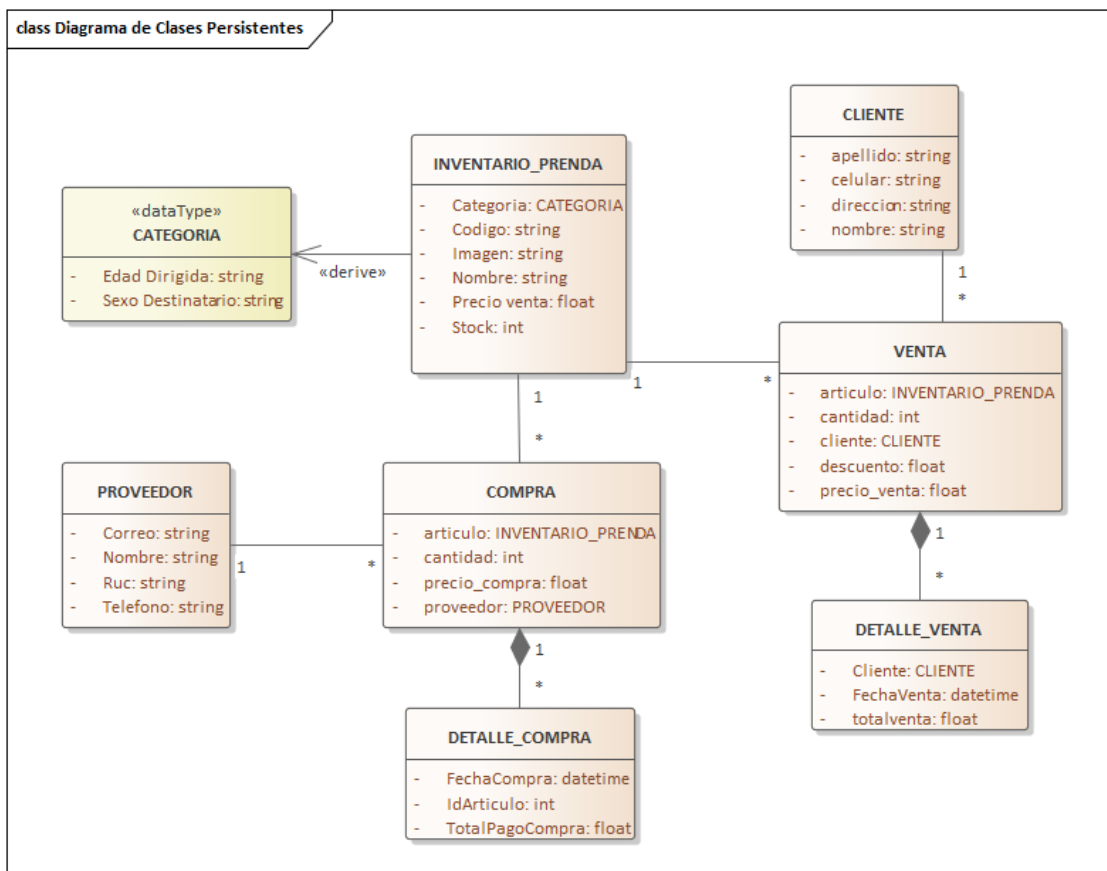 class Diagrama de Clases Persistentes
CLIENTE
- apellido: string
- celular: string
- direccion: string
- nombre: string
INVENTARIO_PRENDA
- Categoria: CATEGORIA
- Codigo: string
- Imagen: string
- Nombre: string
- Precio venta: float
- Stock: int
«dataType»
CATEGORIA
- Edad Dirigida: string
- Sexo Destinatario: string
«derive»
1
*
1
*
1
*
VENTA
- articulo: INVENTARIO_PRENDA
- cantidad: int
- cliente: CLIENTE
- descuento: float
- precio_venta: float
PROVEEDOR
- Correo: string
- Nombre: string
- Ruc: string
- Telefono: string
1
*
COMPRA
- articulo: INVENTARIO_PRENDA
- cantidad: int
- precio_compra: float
- proveedor: PROVEEDOR
1
*
1
*
DETALLE_VENTA
- Cliente: CLIENTE
- FechaVenta: datetime
- totalventa: float
DETALLE_COMPRA
- FechaCompra: datetime
- IdArticulo: int
- TotalPagoCompra: float